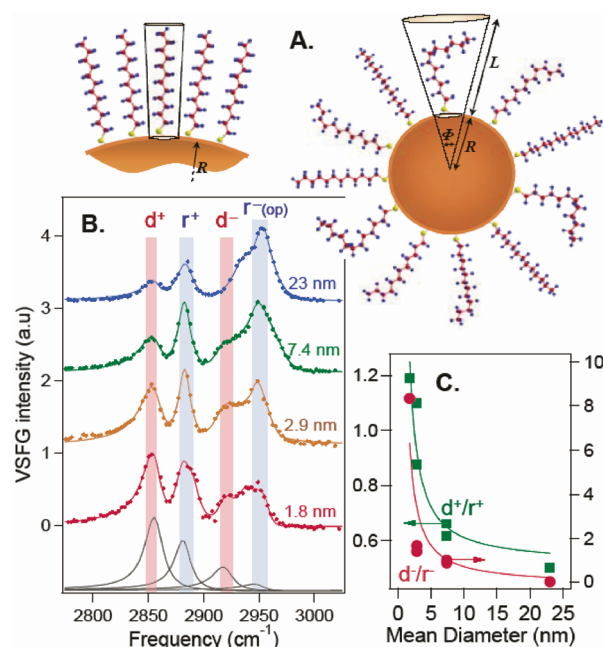 A.
L
R
Φ
R
B.
d⁺ r⁺ d⁻ r⁻(op)
4
3
2
1
0
VSFG intensity (a.u)
23 nm
7.4 nm
2.9 nm
1.8 nm
2800 2850 2900 2950 3000
Frequency (cm⁻¹)
C.
1.2
1.0
0.8
0.6
10
8
6
4
2
0
d⁺/r⁺
d⁻/r⁻
0 5 10 15 20 25
Mean Diameter (nm)